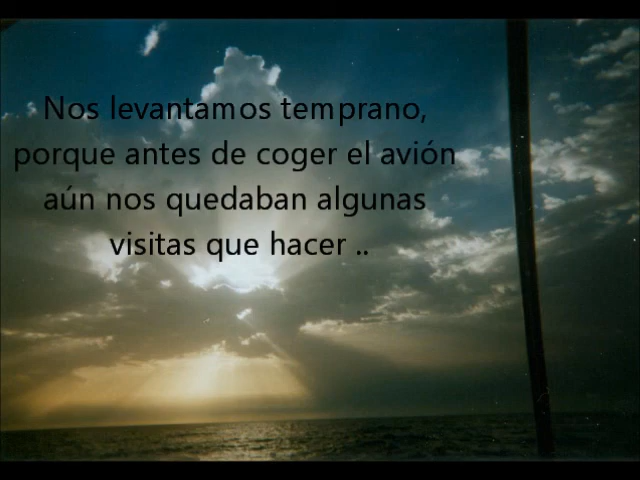 Nos levantamos temprano,
porque antes de coger el avión
aún nos quedaban algunas
visitas que hacer ..